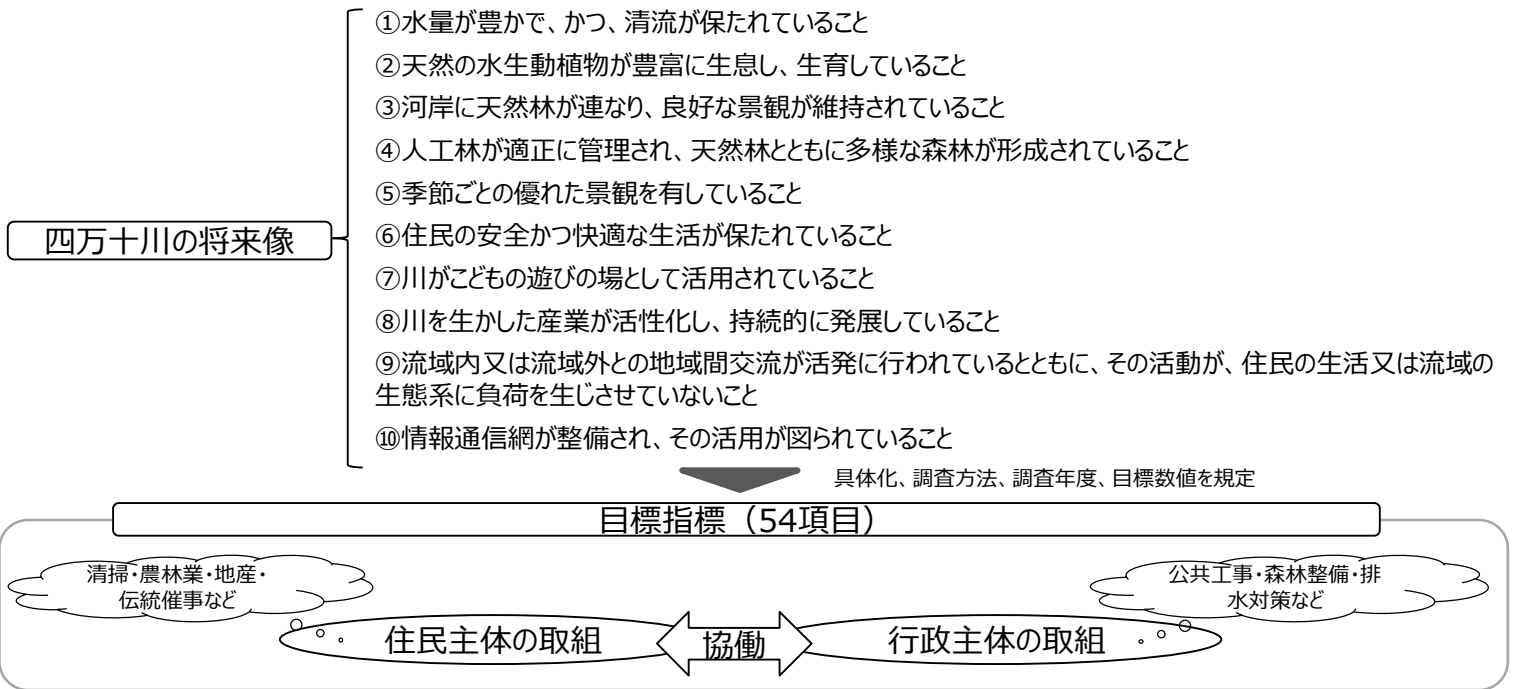 ①水量が豊かで、かつ、清流が保たれていること
②天然の水生動植物が豊富に生息し、生育していること
③河岸に天然林が連なり、良好な景観が維持されていること
④人工林が適正に管理され、天然林とともに多様な森林が形成されていること
⑤季節ごとの優れた景観を有していること
四万十川の将来像
⑥住民の安全かつ快適な生活が保たれていること
⑦川がこどもの遊びの場として活用されていること
⑧川を生かした産業が活性化し、持続的に発展していること
⑨流域内又は流域外との地域間交流が活発に行われているとともに、その活動が、住民の生活又は流域の
生態系に負荷を生じさせていないこと
⑩情報通信網が整備され、その活用が図られていること
具体化、調査方法、調査年度、目標数値を規定
目標指標（54項目）
清掃・農林業・地産・
伝統催事など
公共工事・森林整備・排
水対策など
住民主体の取組
協働
行政主体の取組